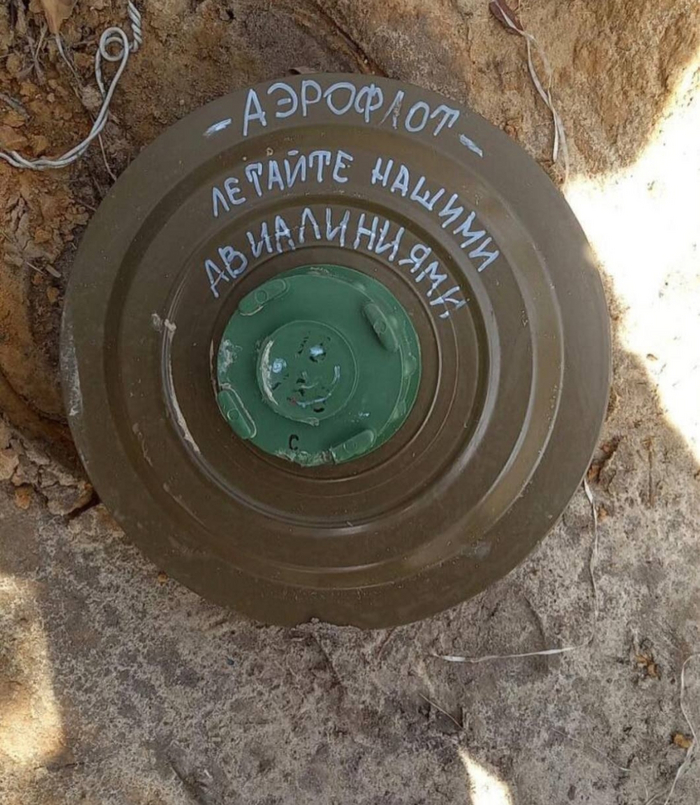 - АЭРОФЛОТ -
ЛЕТАЙТЕ НАШИМИ
АВИАЛИНИЯМИ
С